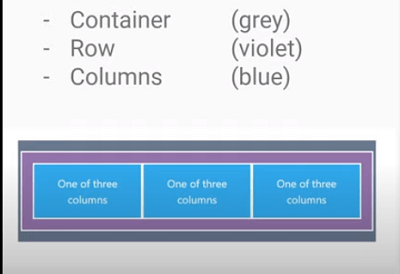 - Container (grey)
- Row (violet)
- Columns (blue)
One of three One of three One of three
columns columns columns